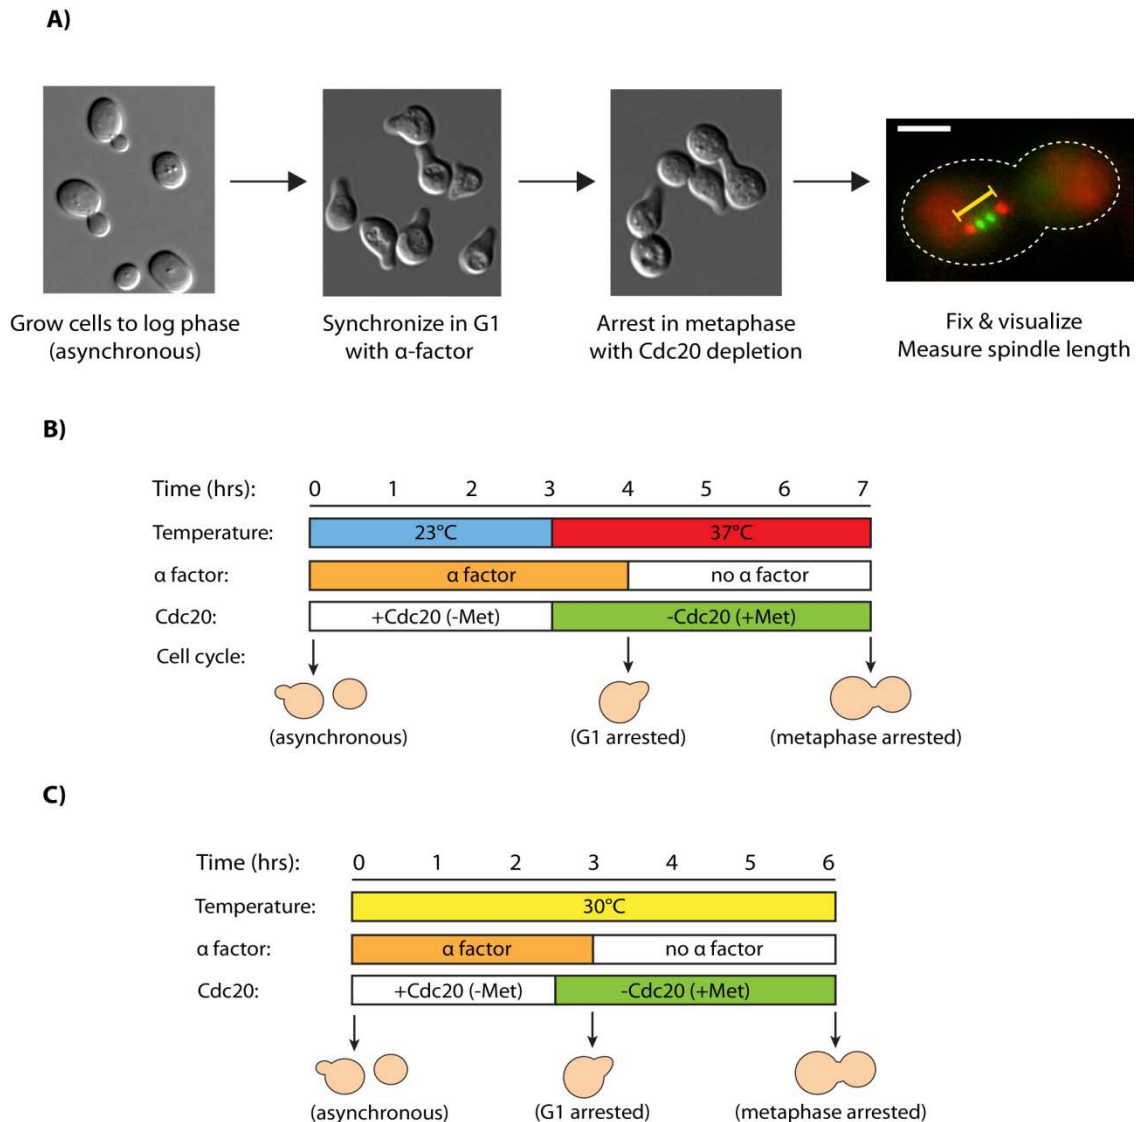 A)
Grow cells to log phase
(asynchronous)
Synchronize in G1
with α-factor
Arrest in metaphase
with Cdc20 depletion
Fix & visualize
Measure spindle length
B)
Time (hrs): 0 1 2 3 4 5 6 7
Temperature: 23°C 37°C
α factor: α factor no α factor
Cdc20: +Cdc20 (-Met) -Cdc20 (+Met)
Cell cycle:
(asynchronous) (G1 arrested) (metaphase arrested)
C)
Time (hrs): 0 1 2 3 4 5 6
Temperature: 30°C
α factor: α factor no α factor
Cdc20: +Cdc20 (-Met) -Cdc20 (+Met)
(asynchronous) (G1 arrested) (metaphase arrested)